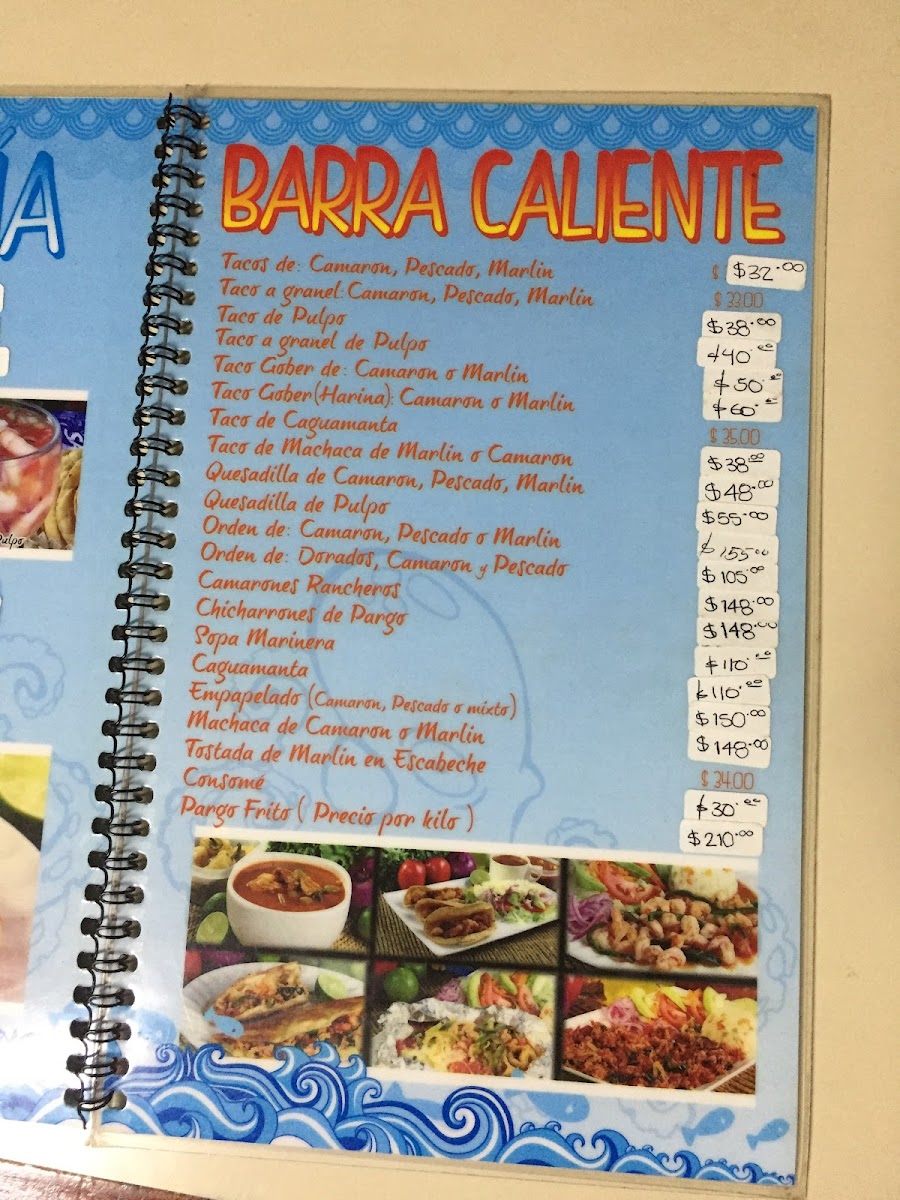 ÍA
Pulpo
BARRA CALIENTE
Tacos de: Camaron, Pescado, Marlin $ $32.00
Taco a granel: Camaron, Pescado, Marlin $ 33.00
Taco de Pulpo $38.00
Taco a granel de Pulpo $40.00
Taco Gober de: Camaron o Marlin $50.00
Taco Gober(Harina): Camaron o Marlin $60.00
Taco de Caguamanta $ 35.00
Taco de Machaca de Marlin o Camaron $38.00
Quesadilla de Camaron, Pescado, Marlin $48.00
Quesadilla de Pulpo $55.00
Orden de: Camaron, Pescado o Marlin $155.00
Orden de: Dorados, Camaron y Pescado $105.00
Camarones Rancheros $148.00
Chicharrones de Pargo $148.00
Sopa Marinera $110.00
Caguamanta $110.00
Empapelado (Camaron, Pescado o mixto) $150.00
Machaca de Camaron o Marlin $148.00
Tostada de Marlin en Escabeche $ 34.00
Consomé $30.00
Pargo Frito ( Precio por kilo ) $210.00